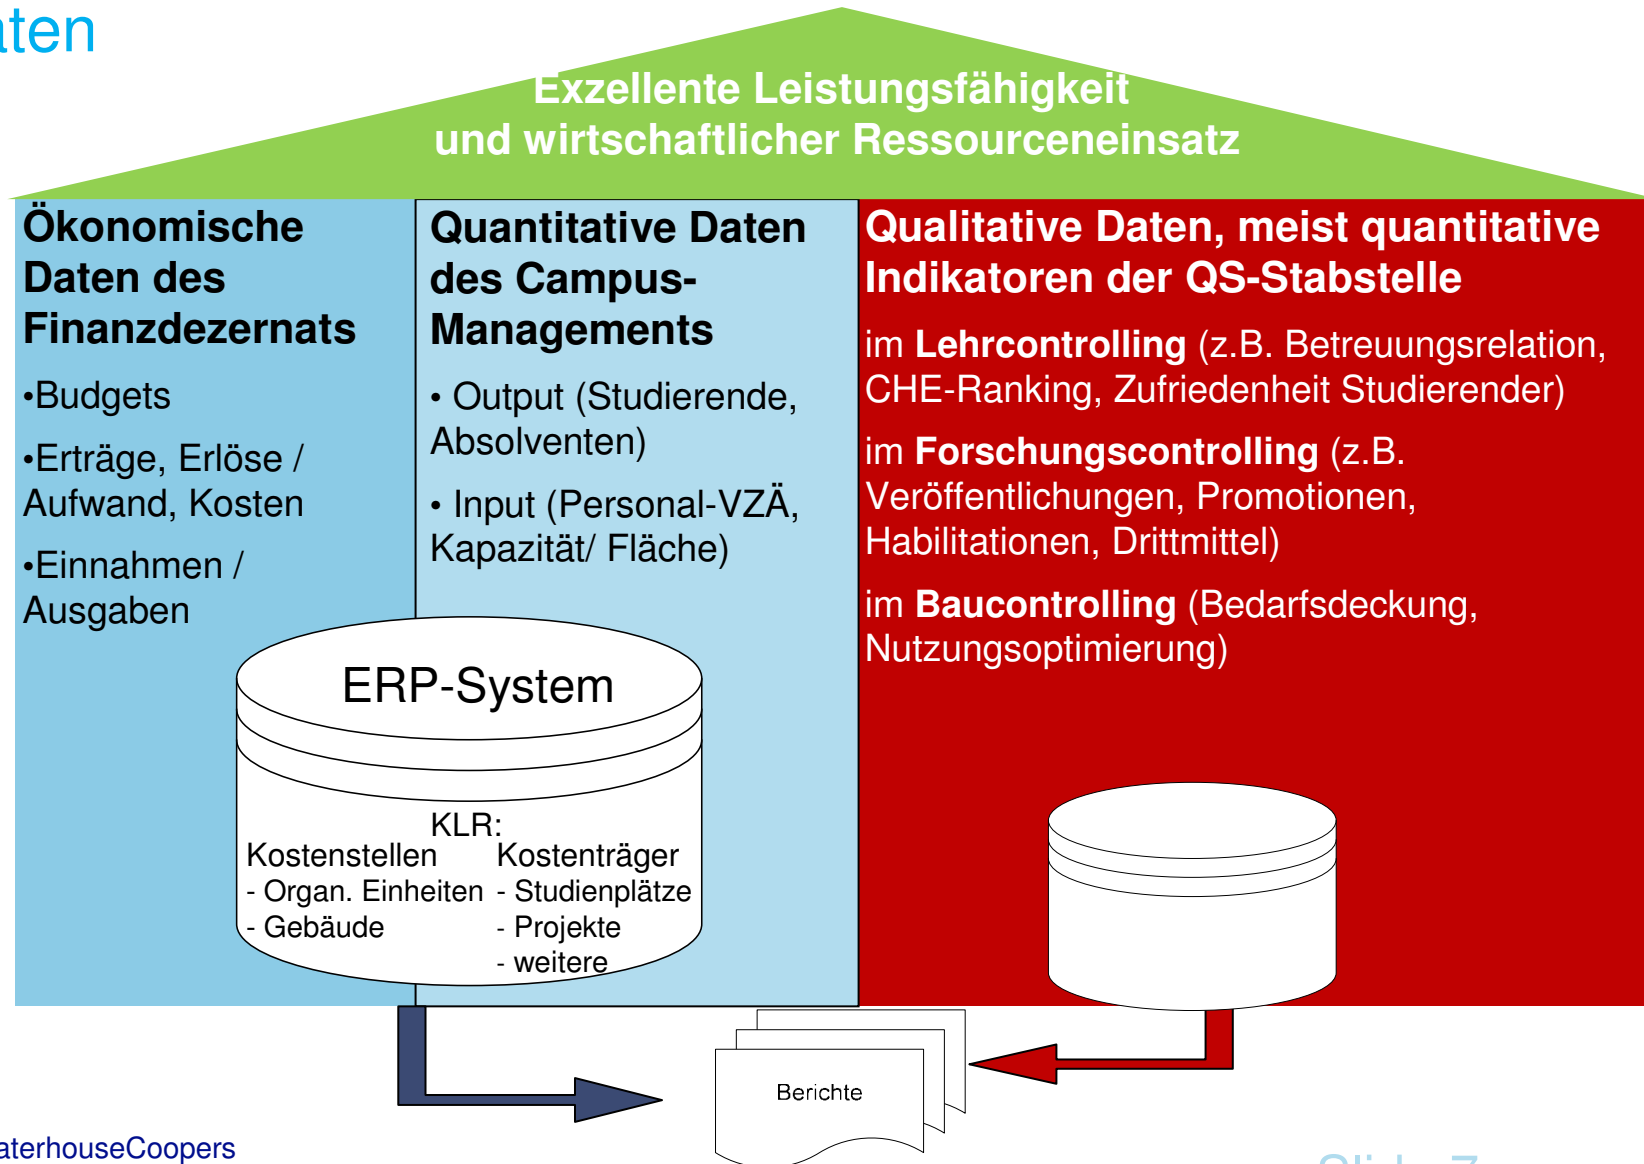 aten
Exzellente Leistungsfähigkeit
und wirtschaftlicher Ressourceneinsatz
Ökonomische
Daten des
Finanzdezernats
•Budgets
•Erträge, Erlöse /
Aufwand, Kosten
•Einnahmen /
Ausgaben
Quantitative Daten
des Campus-
Managements
• Output (Studierende,
Absolventen)
• Input (Personal-VZÄ,
Kapazität/ Fläche)
Qualitative Daten, meist quantitative
Indikatoren der QS-Stabstelle
im Lehrcontrolling (z.B. Betreuungsrelation,
CHE-Ranking, Zufriedenheit Studierender)
im Forschungscontrolling (z.B.
Veröffentlichungen, Promotionen,
Habilitationen, Drittmittel)
im Baucontrolling (Bedarfsdeckung,
Nutzungsoptimierung)
ERP-System
KLR:
Kostenstellen
- Organ. Einheiten
- Gebäude
Kostenträger
- Studienplätze
- Projekte
- weitere
Berichte
aterhouseCoopers
Slide 7